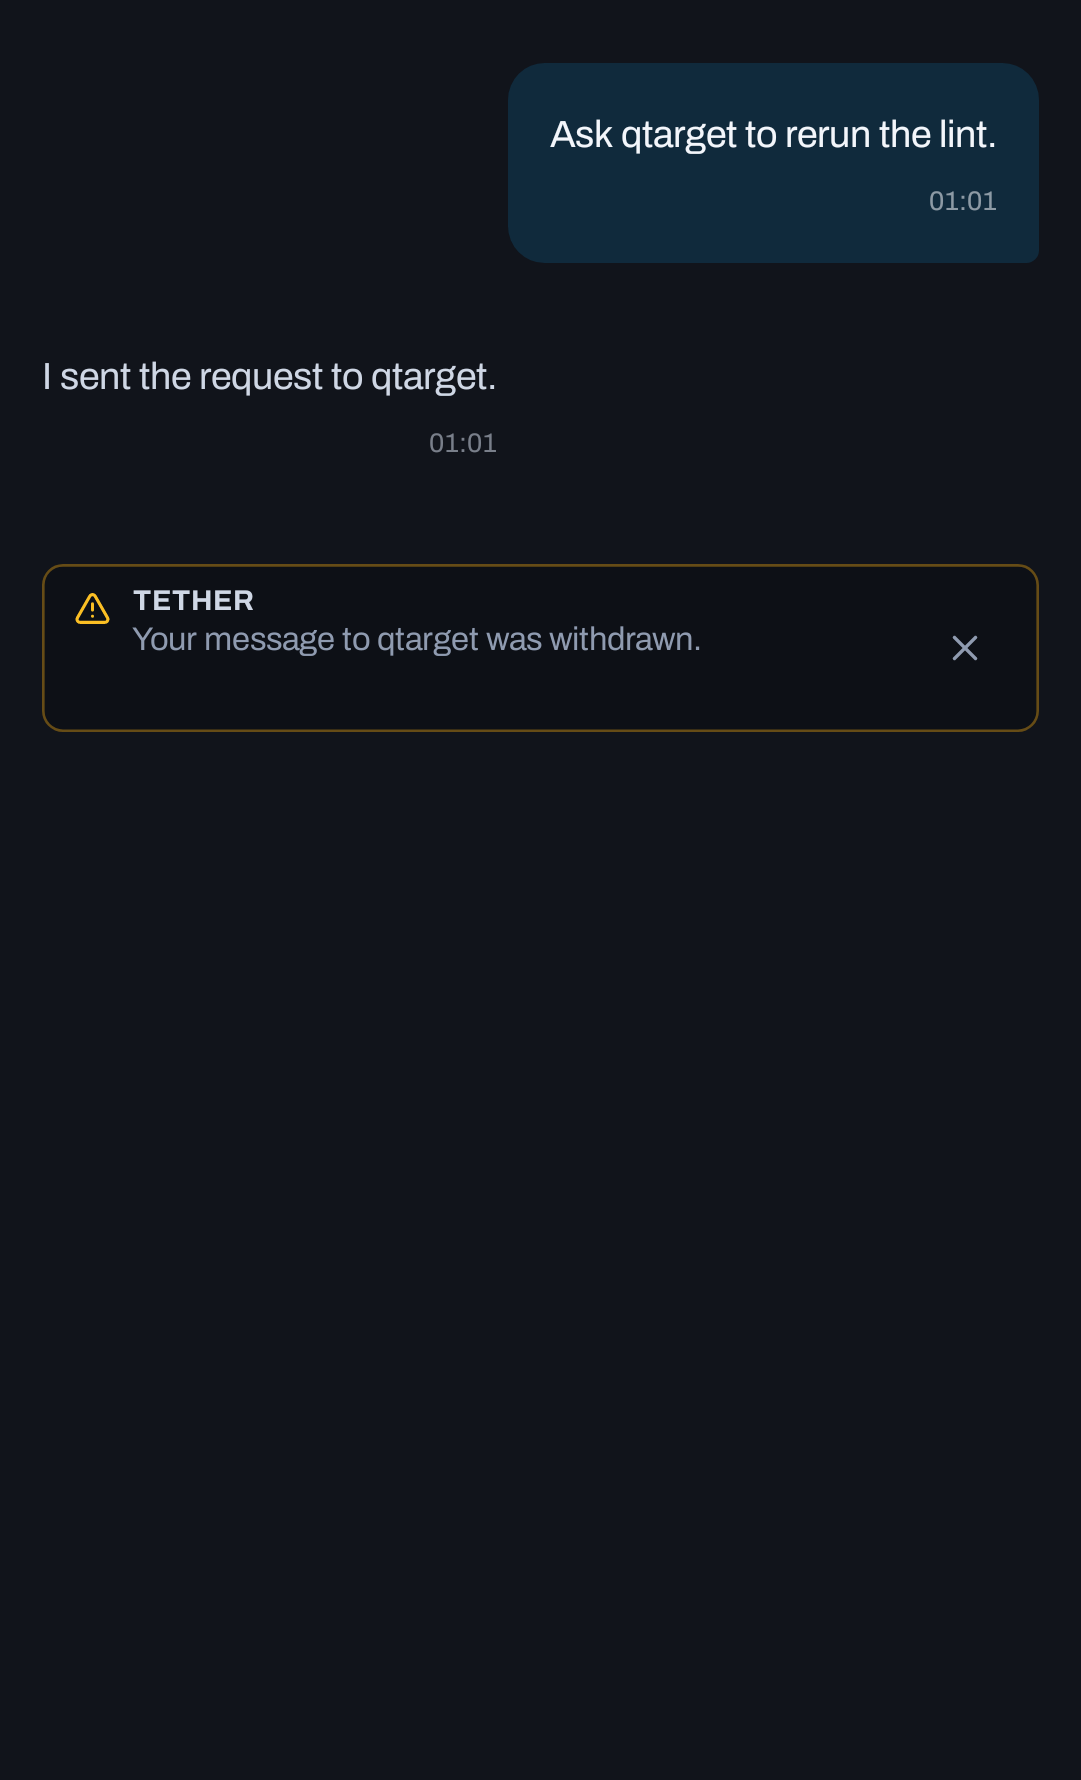 Ask qtarget to rerun the lint.
01:01
I sent the request to qtarget.
01:01
TETHER
Your message to qtarget was withdrawn.